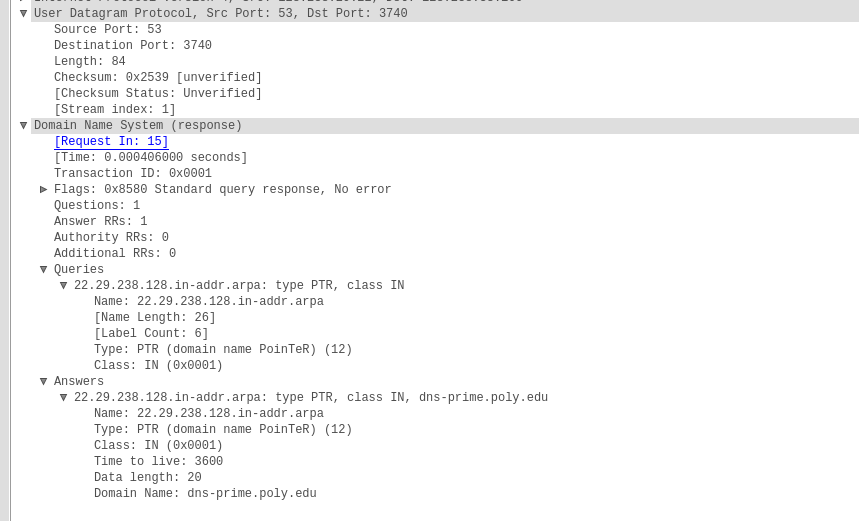 User Datagram Protocol, Src Port: 53, Dst Port: 3740
Source Port: 53
Destination Port: 3740
Length: 84
Checksum: 0x2539 [unverified]
[Checksum Status: Unverified]
[Stream index: 1]
Domain Name System (response)
[Request In: 15]
[Time: 0.000406000 seconds]
Transaction ID: 0x0001
Flags: 0x8580 Standard query response, No error
Questions: 1
Answer RRs: 1
Authority RRs: 0
Additional RRs: 0
Queries
22.29.238.128.in-addr.arpa: type PTR, class IN
Name: 22.29.238.128.in-addr.arpa
[Name Length: 26]
[Label Count: 6]
Type: PTR (domain name PoinTeR) (12)
Class: IN (0x0001)
Answers
22.29.238.128.in-addr.arpa: type PTR, class IN, dns-prime.poly.edu
Name: 22.29.238.128.in-addr.arpa
Type: PTR (domain name PoinTeR) (12)
Class: IN (0x0001)
Time to live: 3600
Data length: 20
Domain Name: dns-prime.poly.edu